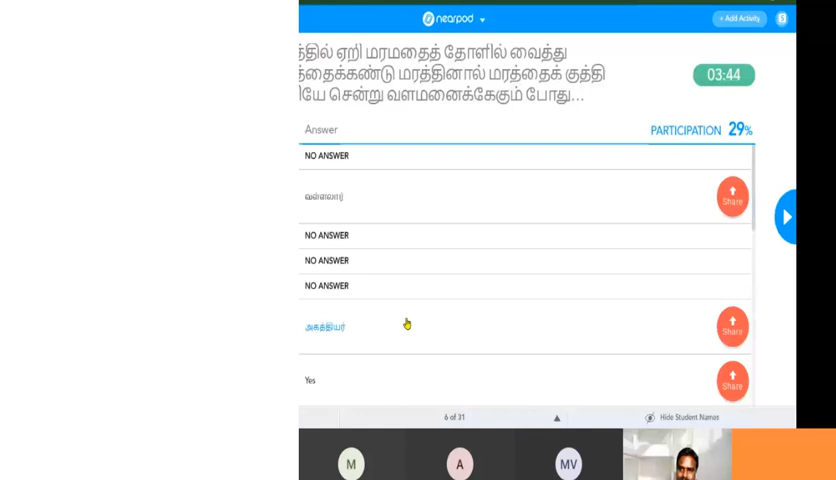 nearpod
+ Add Activity
S
த்தில் ஏறி மரமதைத் தோளில் வைத்து
த்தைக்கண்டு மரத்தினால் மரத்தைக் குத்தி
யே சென்று வளமனைக்கேகும் போது...
03:44
Answer
PARTICIPATION 29%
NO ANSWER
வள்ளலார்
Share
NO ANSWER
NO ANSWER
NO ANSWER
அகத்தியர்
Share
Yes
Share
6 of 31
Hide Student Names
M
A
MV